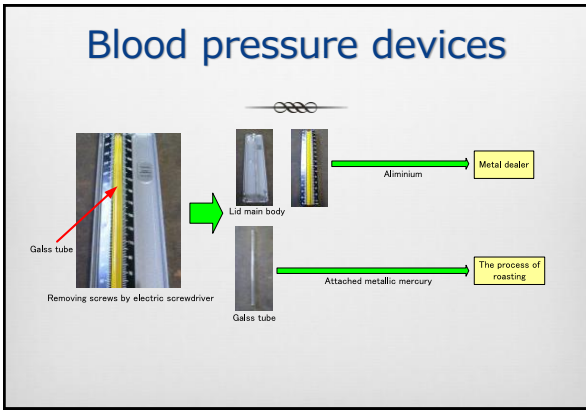 Blood pressure devices
Galss tube
Removing screws by electric screwdriver
Lid main body
Aliminium
Metal dealer
Galss tube
Attached metallic mercury
The process of
roasting